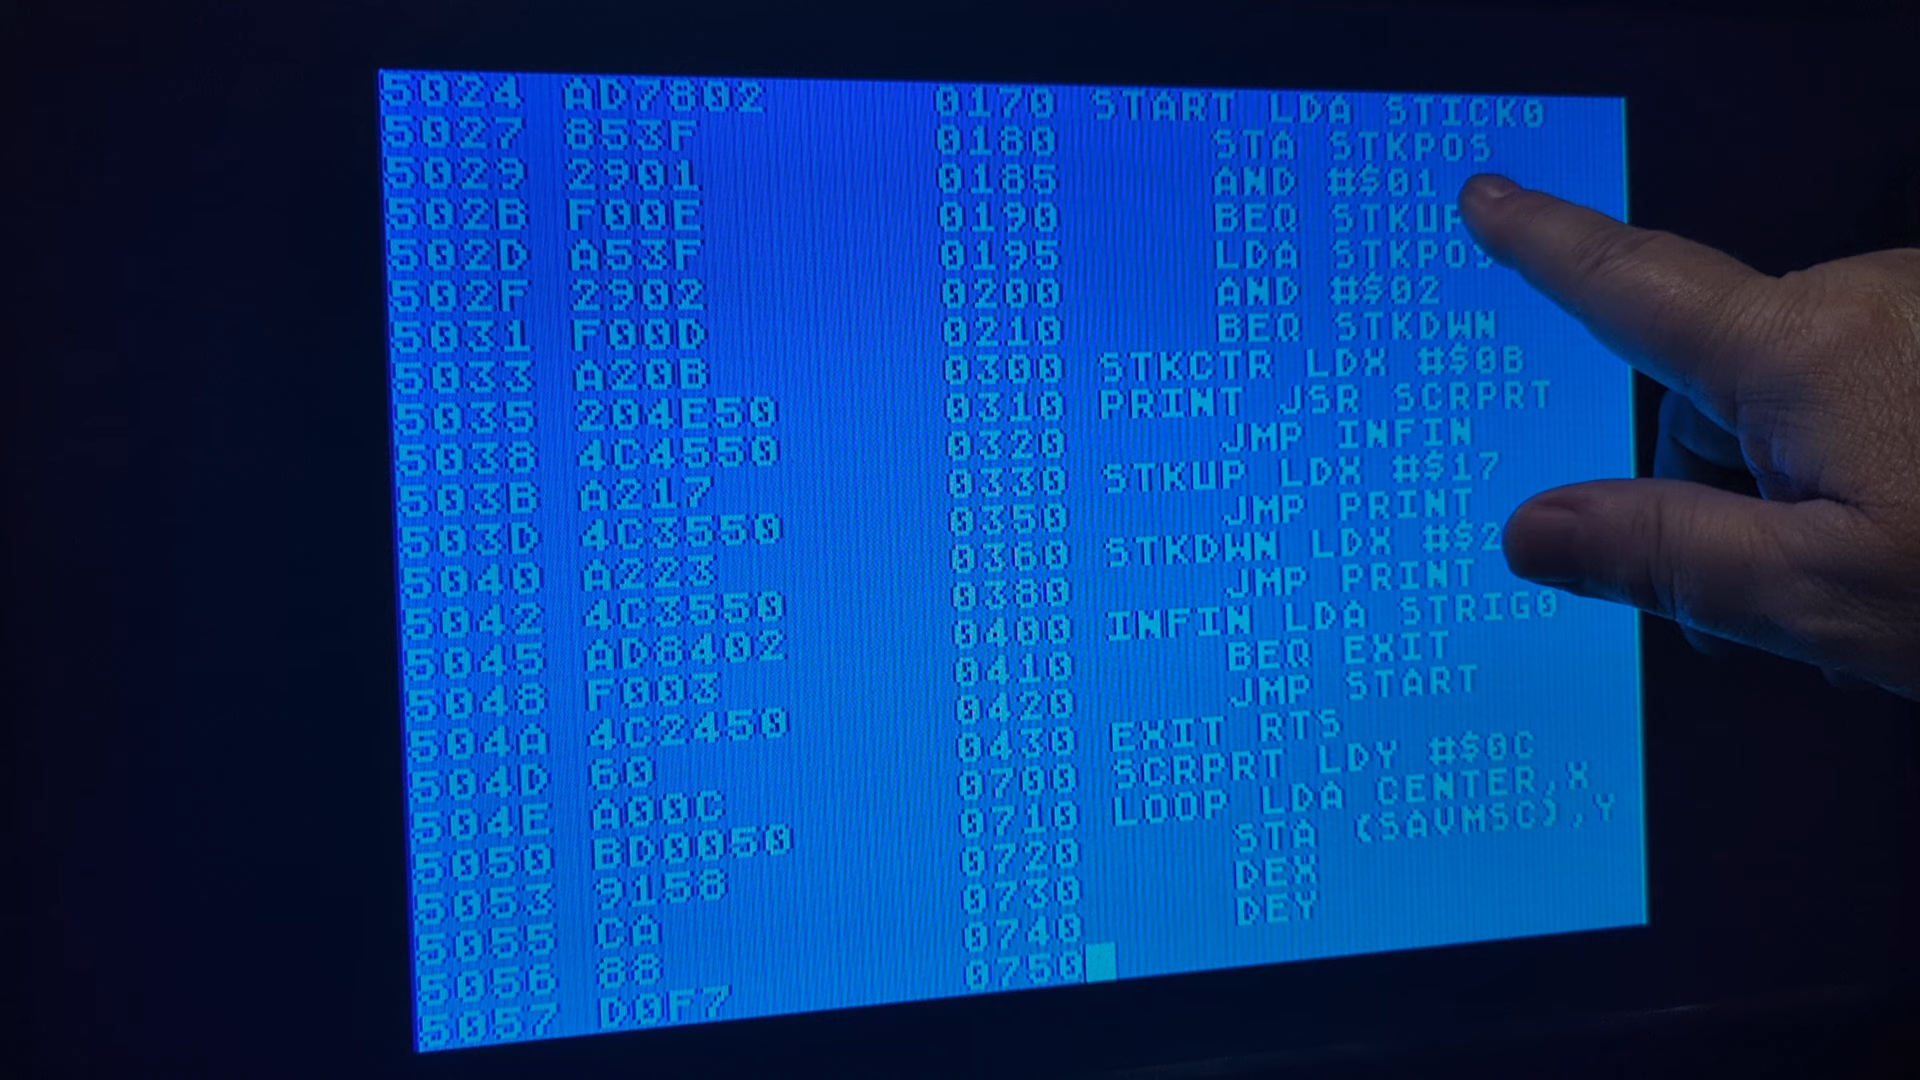 5024 AD7802 0170 START LDA STICK0
5027 853F 0180 STA STKPOS
5029 2901 0185 AND #$01
502B F00E 0190 BEQ STKUP
502D A53F 0195 LDA STKPOS
502F 2902 0200 AND #$02
5031 F00D 0210 BEQ STKDWN
5033 A20B 0300 STKCTR LDX #$0B
5035 204E50 0310 PRINT JSR SCRPRT
5038 4C4550 0320 JMP INFIN
503B A217 0330 STKUP LDX #$17
503D 4C3550 0350 JMP PRINT
5040 A223 0360 STKDWN LDX #$2
5042 4C3550 0380 JMP PRINT
5045 AD8402 0400 INFIN LDA STRIG0
5048 F003 0410 BEQ EXIT
504A 4C2450 0420 JMP START
504D 60 0430 EXIT RTS
504E A00C 0700 SCRPRT LDY #$0C
5050 BD0050 0710 LOOP LDA CENTER,X
5053 9158 0720 STA (SAVMSC),Y
5055 CA 0730 DEX
5056 88 0740 DEY
5057 D0F7 0750